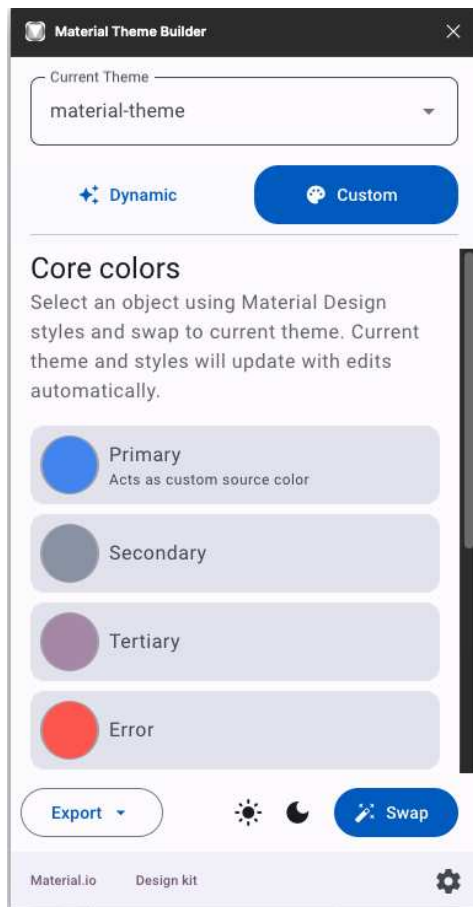 Material Theme Builder
Current Theme
material-theme
Dynamic
Custom
Core colors
Select an object using Material Design
styles and swap to current theme. Current
theme and styles will update with edits
automatically.
Primary
Acts as custom source color
Secondary
Tertiary
Error
Export
Swap
Material.io
Design kit